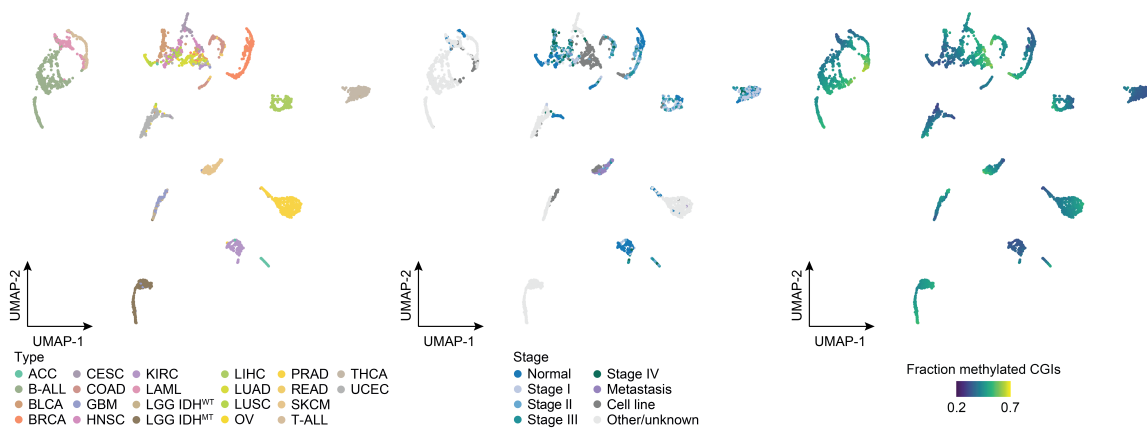 UMAP-2
UMAP-1
UMAP-2
UMAP-1
UMAP-2
UMAP-1
Type
ACC CESC KIRC LIHC PRAD THCA
B-ALL COAD LAML LUAD READ UCEC
BLCA GBM LGG IDHWT LUSC SKCM
BRCA HNSC LGG IDHMT OV T-ALL
Stage
Normal Stage IV
Stage I Metastasis
Stage II Cell line
Stage III Other/unknown
Fraction methylated CGIs
0.2 0.7